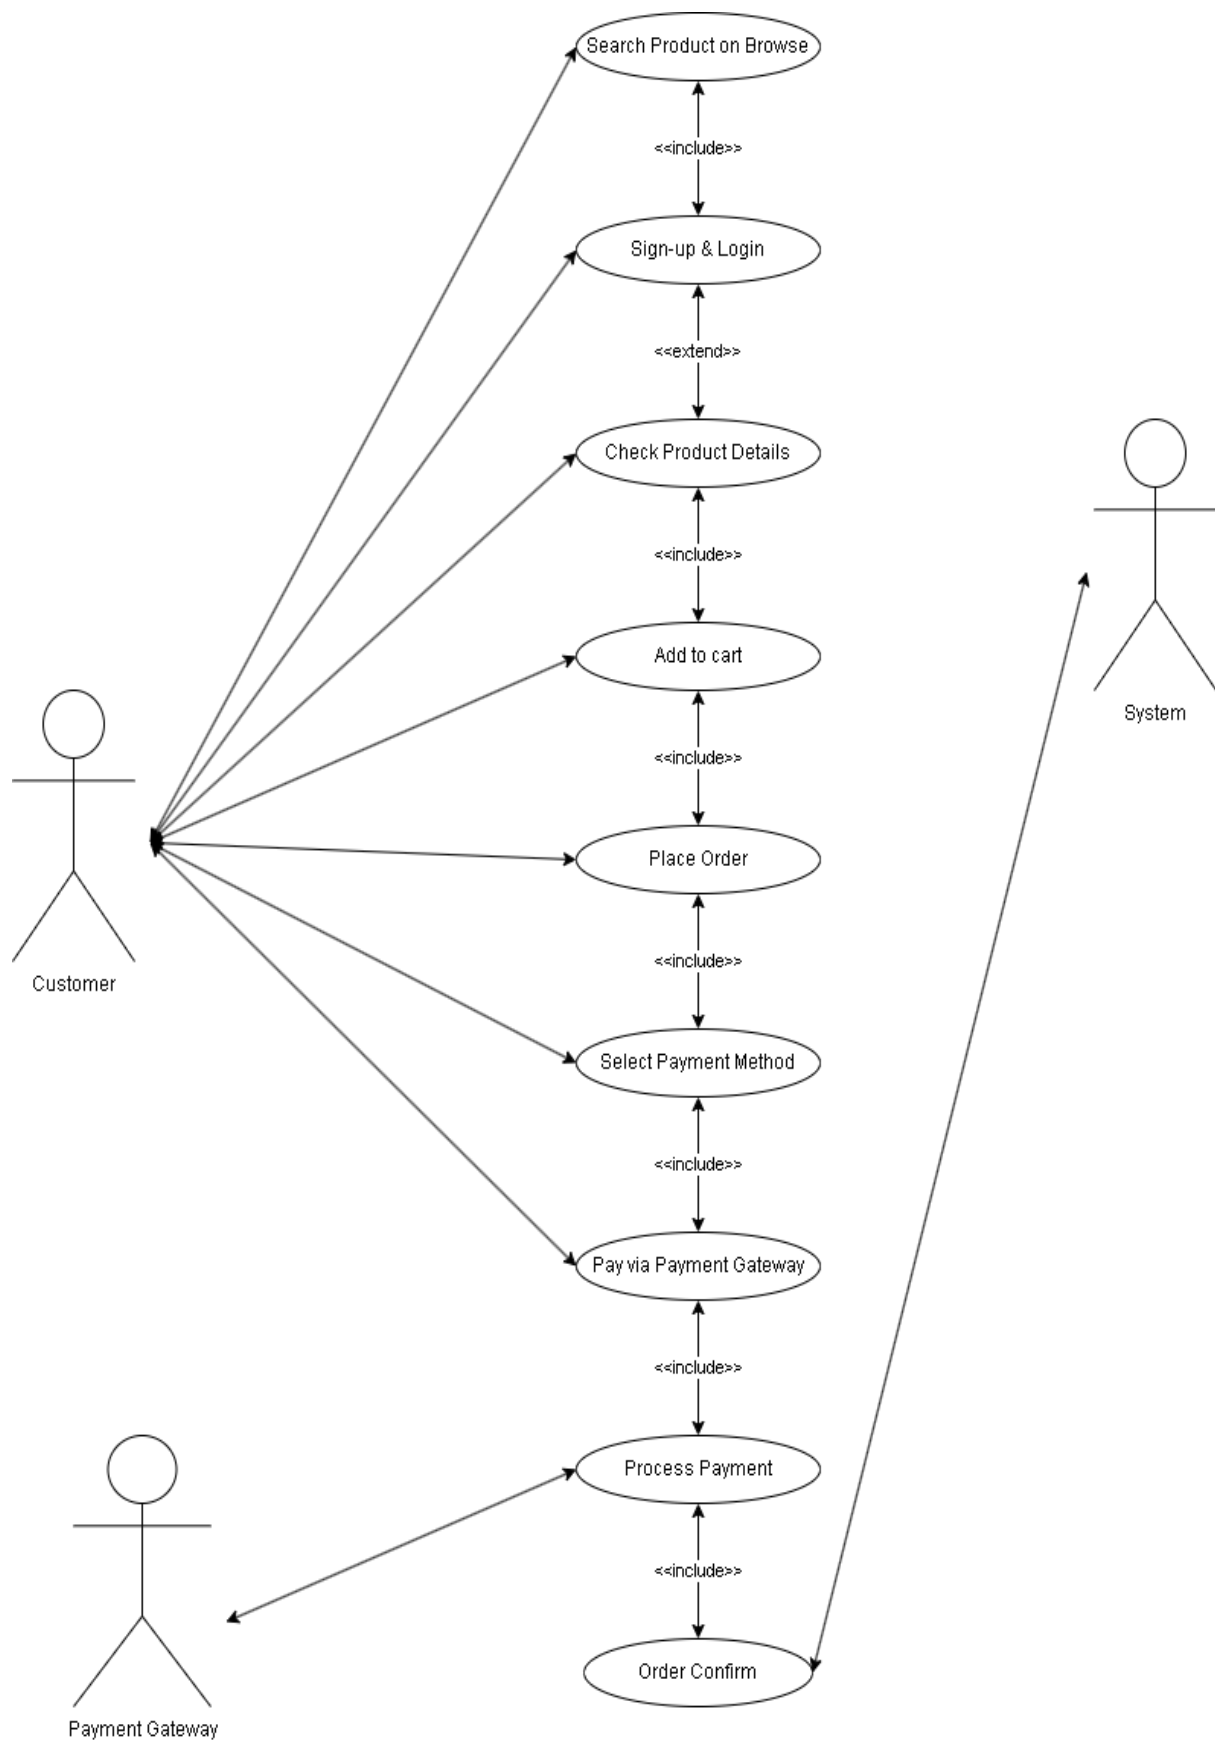 Search Product on Browse
<<include>>
Sign-up & Login
<<extend>>
Check Product Details
<<include>>
Add to cart
System
<<include>>
Place Order
Customer
<<include>>
Select Payment Method
<<include>>
Pay via Payment Gateway
<<include>>
Process Payment
<<include>>
Order Confirm
Payment Gateway